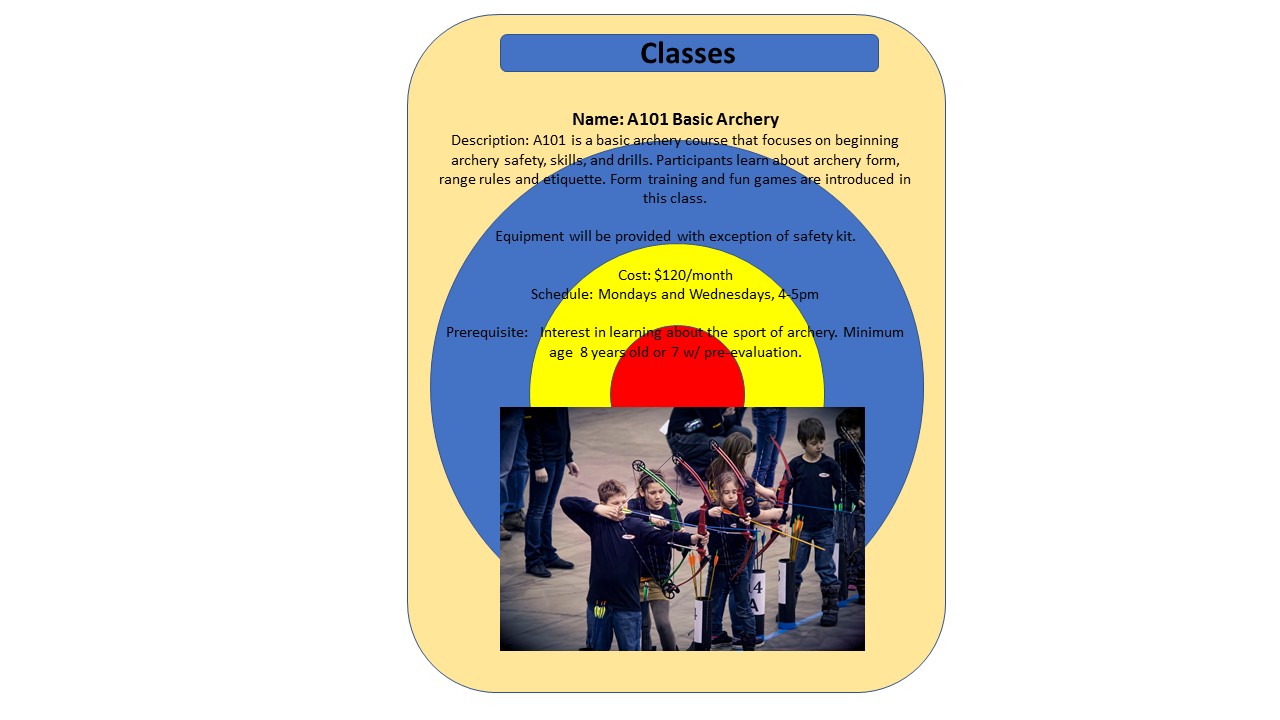 Classes
Name: A101 Basic Archery
Description: A101 is a basic archery course that focuses on beginning
archery safety, skills, and drills. Participants learn about archery form,
range rules and etiquette. Form training and fun games are introduced in
this class.
Equipment will be provided with exception of safety kit.
Cost: $120/month
Schedule: Mondays and Wednesdays, 4-5pm
Prerequisite: Interest in learning about the sport of archery. Minimum
age 8 years old or 7 w/ pre-evaluation.
14
A